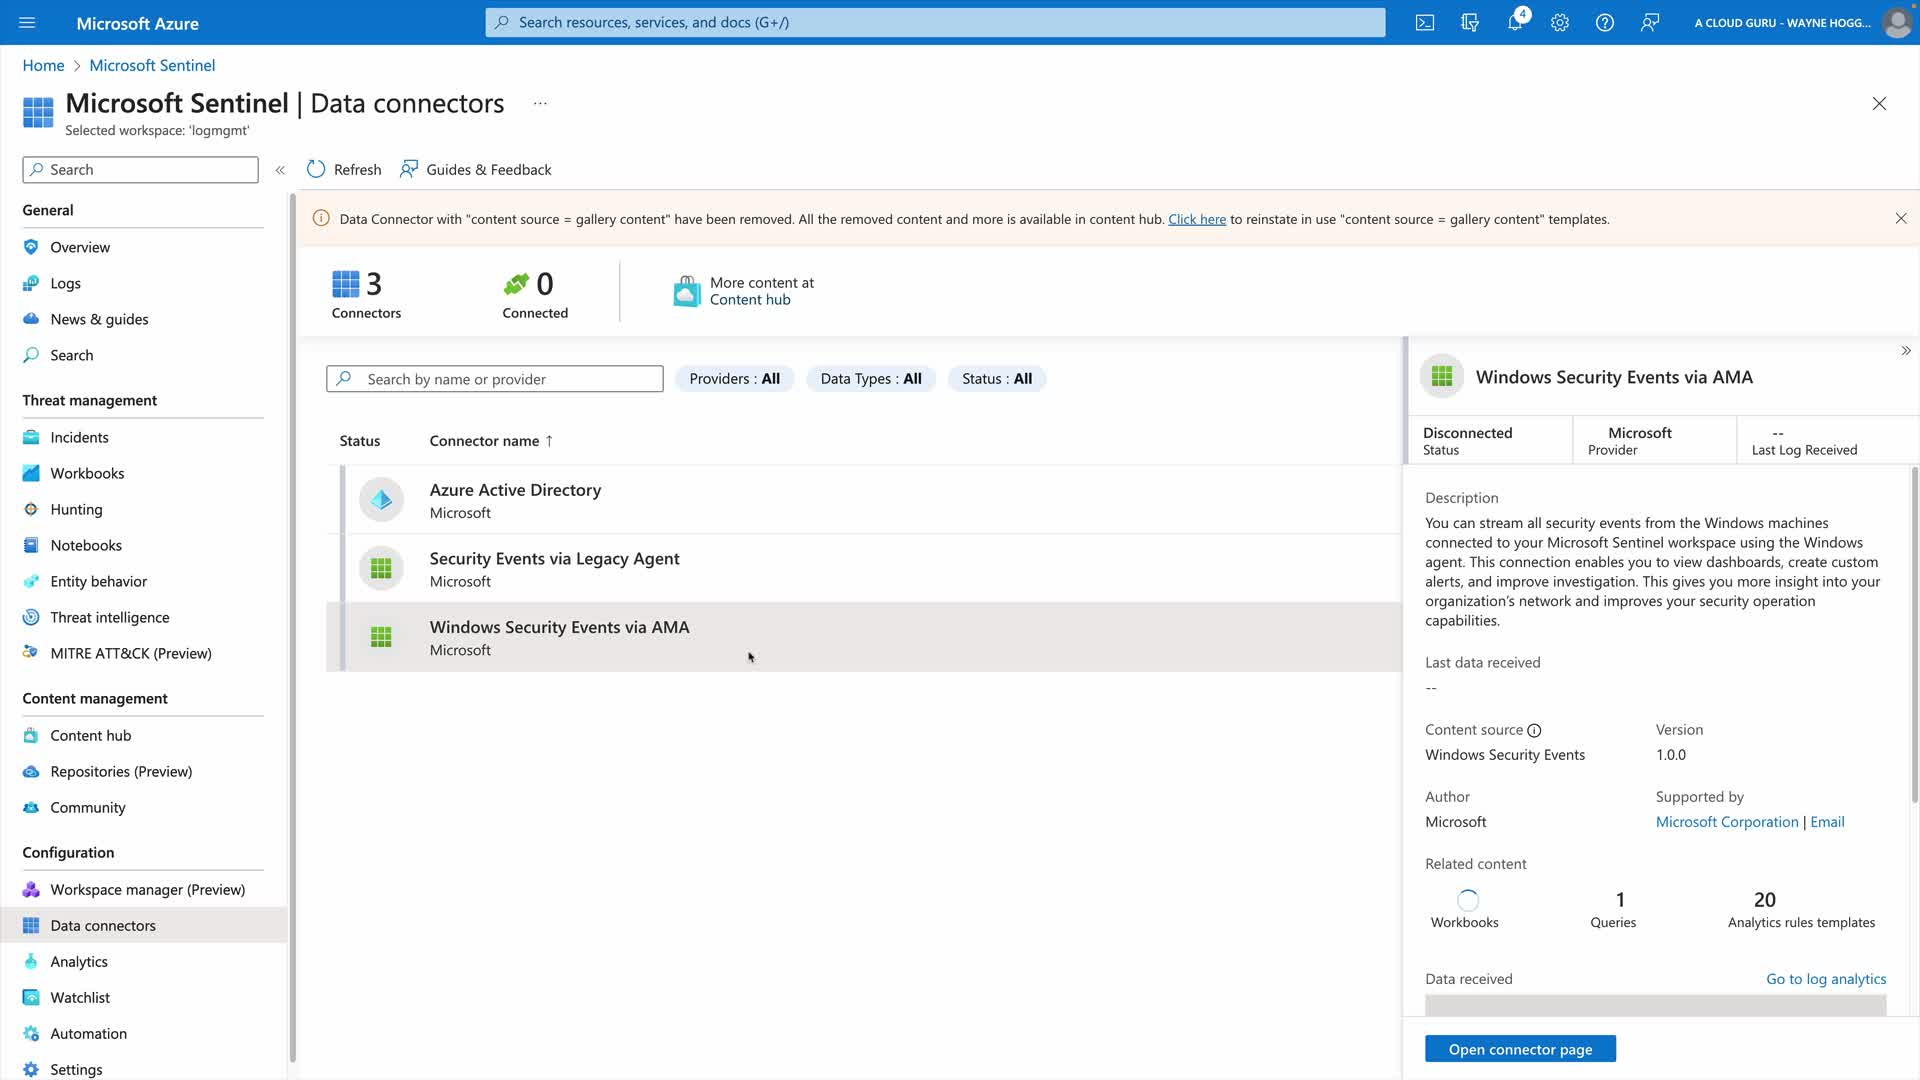 Microsoft Azure
Search resources, services, and docs (G+/)
4
A CLOUD GURU - WAYNE HOGG...
Home > Microsoft Sentinel
Microsoft Sentinel | Data connectors ...
Selected workspace: 'logmgmt'
Search
«
Refresh
Guides & Feedback
General
Overview
Logs
News & guides
Search
Threat management
Incidents
Workbooks
Hunting
Notebooks
Entity behavior
Threat intelligence
MITRE ATT&CK (Preview)
Content management
Content hub
Repositories (Preview)
Community
Configuration
Workspace manager (Preview)
Data connectors
Analytics
Watchlist
Automation
Settings
Data Connector with "content source = gallery content" have been removed. All the removed content and more is available in content hub. Click here to reinstate in use "content source = gallery content" templates.
3
Connectors
0
Connected
More content at
Content hub
Search by name or provider
Providers : All
Data Types : All
Status : All
Status
Connector name ↑
Azure Active Directory
Microsoft
Security Events via Legacy Agent
Microsoft
Windows Security Events via AMA
Microsoft
»
Windows Security Events via AMA
Disconnected
Status
Microsoft
Provider
--
Last Log Received
Description
You can stream all security events from the Windows machines
connected to your Microsoft Sentinel workspace using the Windows
agent. This connection enables you to view dashboards, create custom
alerts, and improve investigation. This gives you more insight into your
organization’s network and improves your security operation
capabilities.
Last data received
--
Content source
Windows Security Events
Version
1.0.0
Author
Microsoft
Supported by
Microsoft Corporation | Email
Related content
Workbooks
1
Queries
20
Analytics rules templates
Data received
Go to log analytics
Open connector page